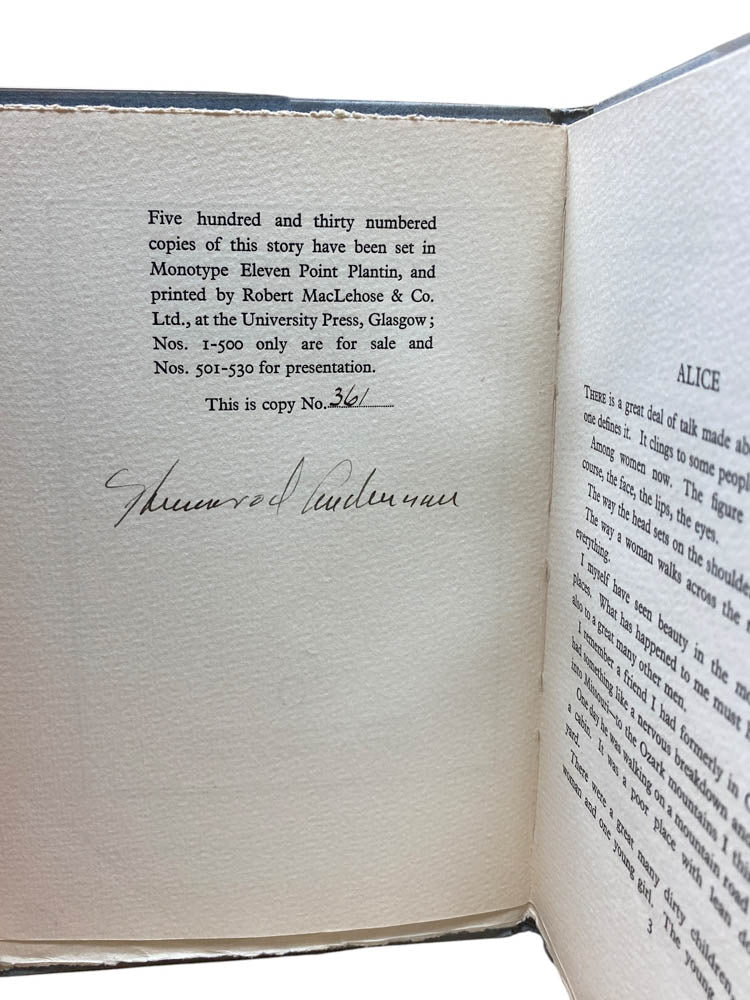 Five hundred and thirty numbered
copies of this story have been set in
Monotype Eleven Point Plantin, and
printed by Robert MacLehose & Co.
Ltd., at the University Press, Glasgow;
Nos. 1-500 only are for sale and
Nos. 501-530 for presentation.
This is copy No. 361
Sherwood Anderson
ALICE
THERE is a great deal of talk made
one defines it. It clings to some
Among women now. The figure
course, the face, the lips, the eyes.
The way the head sets on the
The way a woman walks across the
everything.
I myself have seen beauty in the
places. What has happened to me must
also to a great many other men.
I remember a friend I had formerly in
had something like a nervous breakdown
into Missouri—to the Ozark mountains I
One day he was walking on a mountain road
a cabin. It was a poor place with lean
yard.
There were a great many dirty children,
woman and one young girl. The young
3